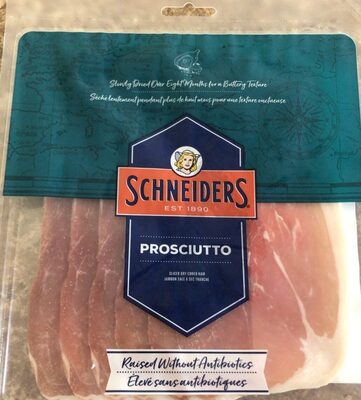 Slowly Dried Over Eight Months for a Buttery Texture
Séché lentement pendant plus de huit mois pour une texture onctueuse
SCHNEIDERS
EST 1890
PROSCIUTTO
SLICED DRY CURED HAM
JAMBON SALÉ À SEC TRANCHÉ
Raised Without Antibiotics
Élevé sans antibiotiques